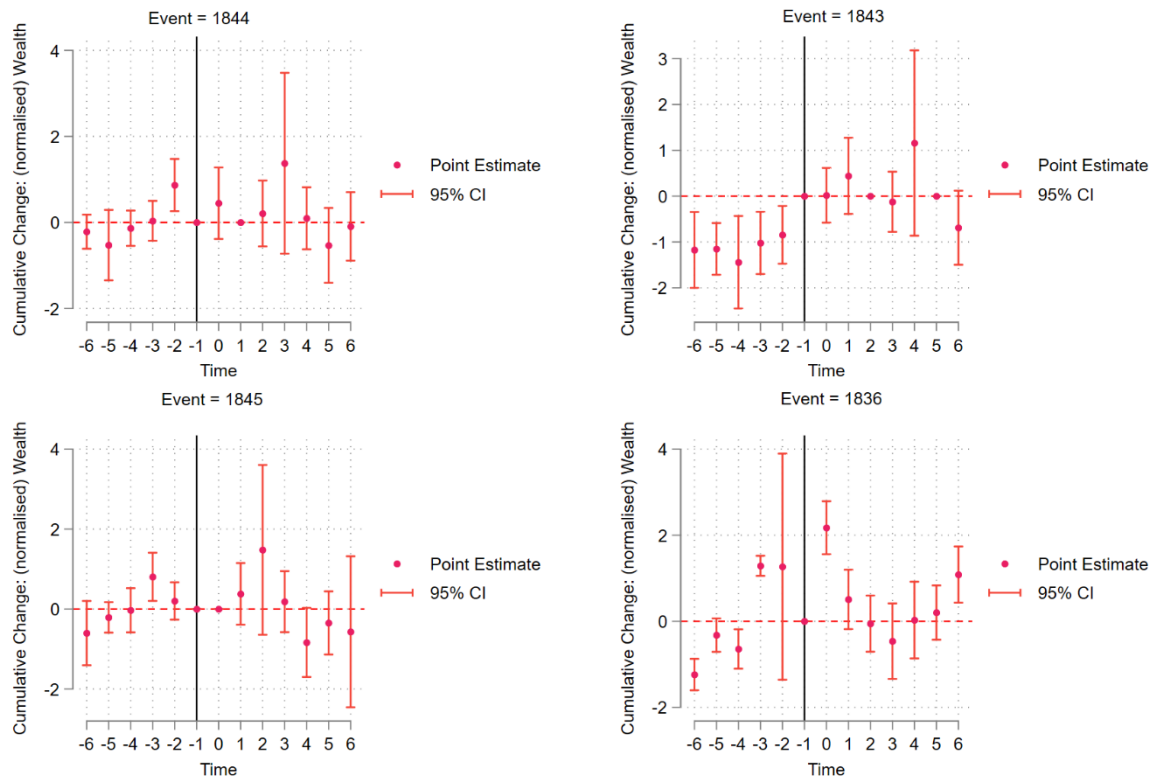 Event = 1844
Cumulative Change: (normalised) Wealth
4
2
0
-2
-6 -5 -4 -3 -2 -1 0 1 2 3 4 5 6
Time
Point Estimate
95% CI
Event = 1843
Cumulative Change: (normalised) Wealth
3
2
1
0
-1
-2
-6 -5 -4 -3 -2 -1 0 1 2 3 4 5 6
Time
Point Estimate
95% CI
Event = 1845
Cumulative Change: (normalised) Wealth
4
2
0
-2
-6 -5 -4 -3 -2 -1 0 1 2 3 4 5 6
Time
Point Estimate
95% CI
Event = 1836
Cumulative Change: (normalised) Wealth
4
2
0
-2
-6 -5 -4 -3 -2 -1 0 1 2 3 4 5 6
Time
Point Estimate
95% CI